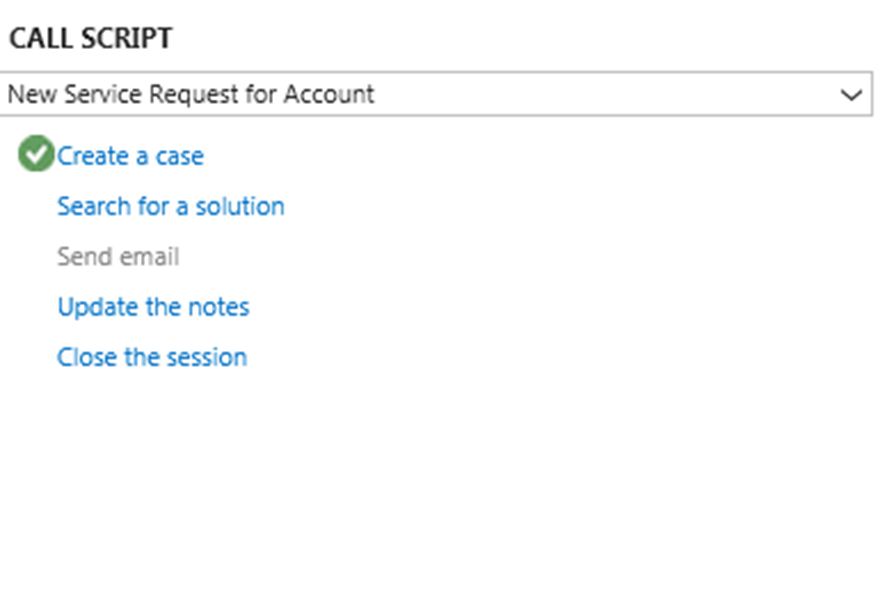 CALL SCRIPT
New Service Request for Account
Create a case
Search for a solution
Send email
Update the notes
Close the session